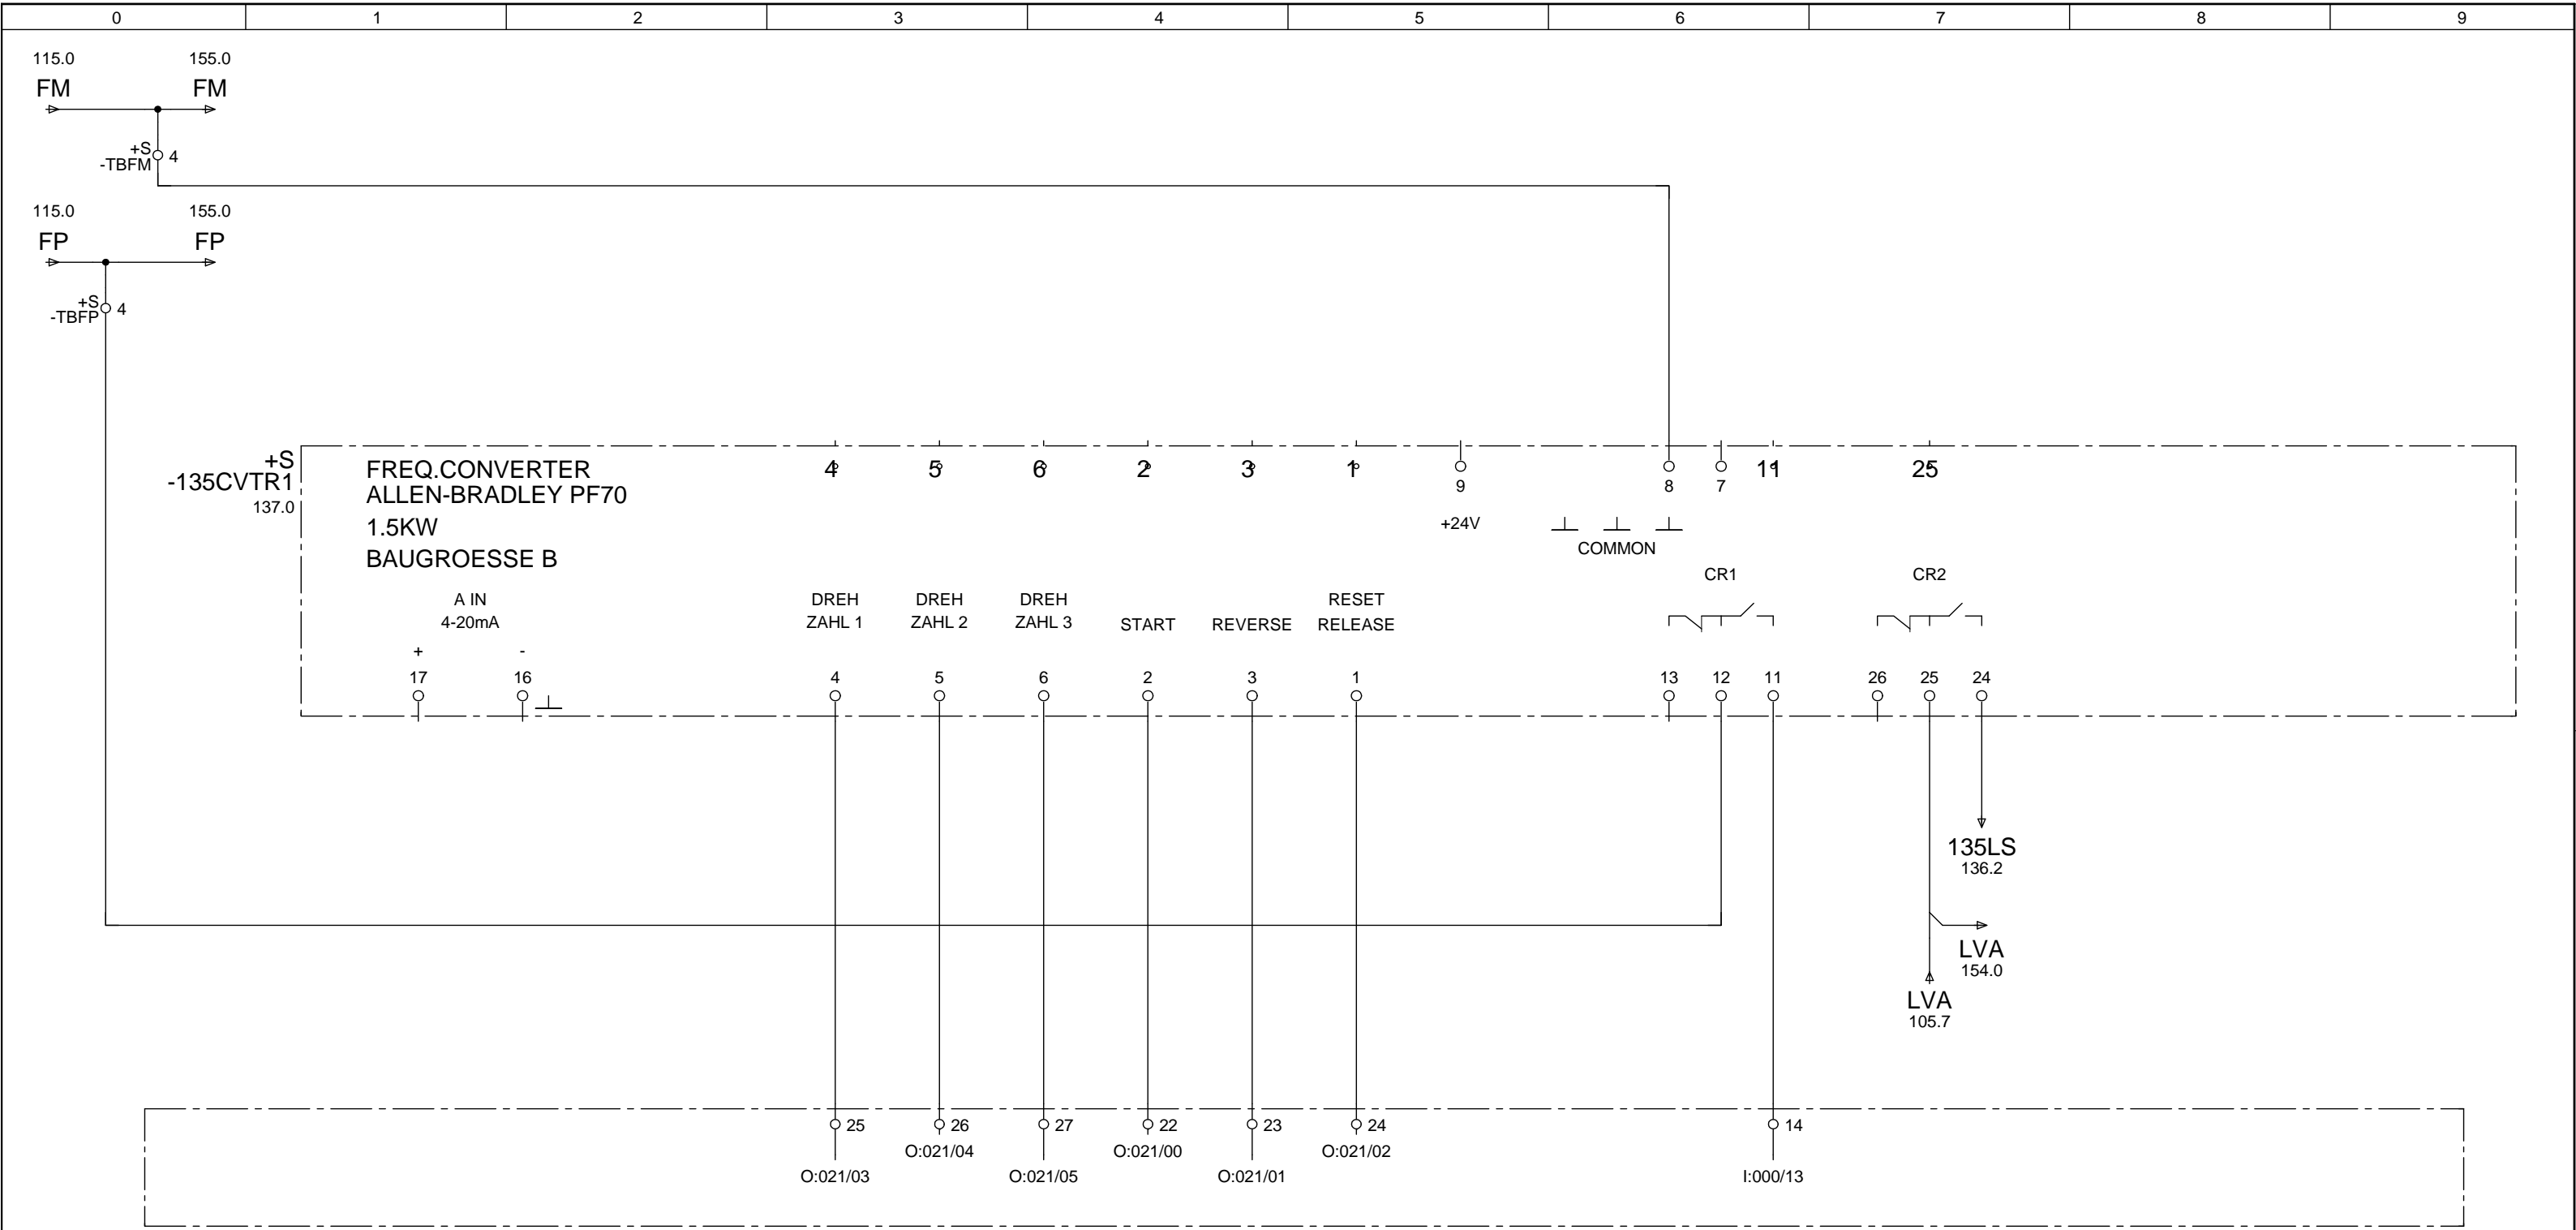 0 1 2 3 4 5 6 7 8 9
115.0 155.0
FM FM
+S
-TBFM 4
115.0 155.0
FP FP
+S
-TBFP 4
+S
-135CVTR1
137.0
FREQ.CONVERTER
ALLEN-BRADLEY PF70
1.5KW
BAUGROESSE B
4 5 6 2 3 1 9 8 7 11 25
+24V
COMMON
CR1 CR2
A IN
4-20mA
+ -
DREH DREH DREH RESET
ZAHL 1 ZAHL 2 ZAHL 3 START REVERSE RELEASE
17 16 4 5 6 2 3 1 13 12 11 26 25 24
135LS
136.2
LVA
154.0
LVA
105.7
25 26 27 22 23 24 14
O:021/04 O:021/00 O:021/02
O:021/03 O:021/05 O:021/01 I:000/13